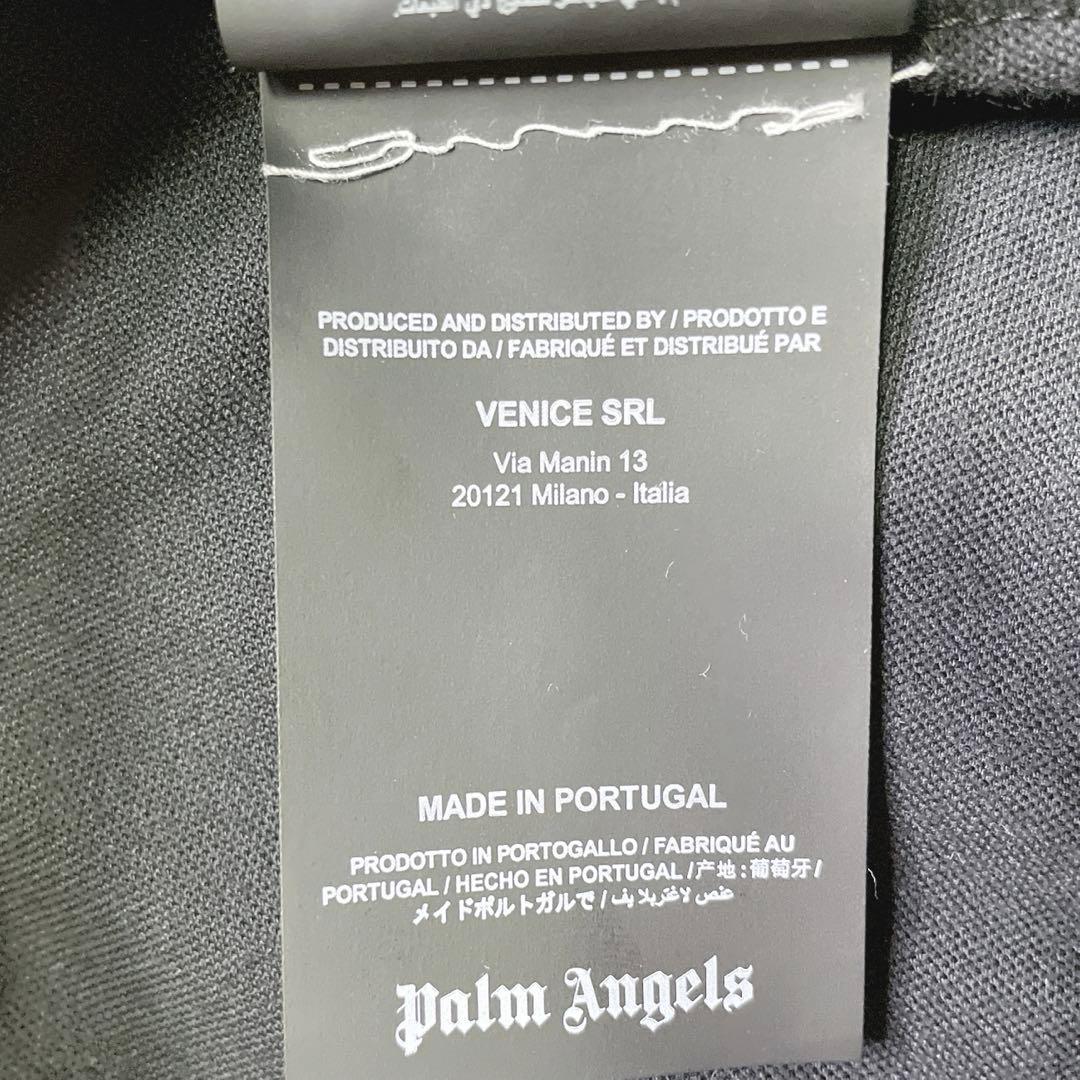 PRODUCED AND DISTRIBUTED BY / PRODOTTO E
DISTRIBUITO DA / FABRIQUÉ ET DISTRIBUÉ PAR
VENICE SRL
Via Manin 13
20121 Milano - Italia
MADE IN PORTUGAL
PRODOTTO IN PORTOGALLO / FABRIQUÉ AU
PORTUGAL / HECHO EN PORTUGAL /产地:葡萄牙/
メイドポルトガルで /
Palm Angels